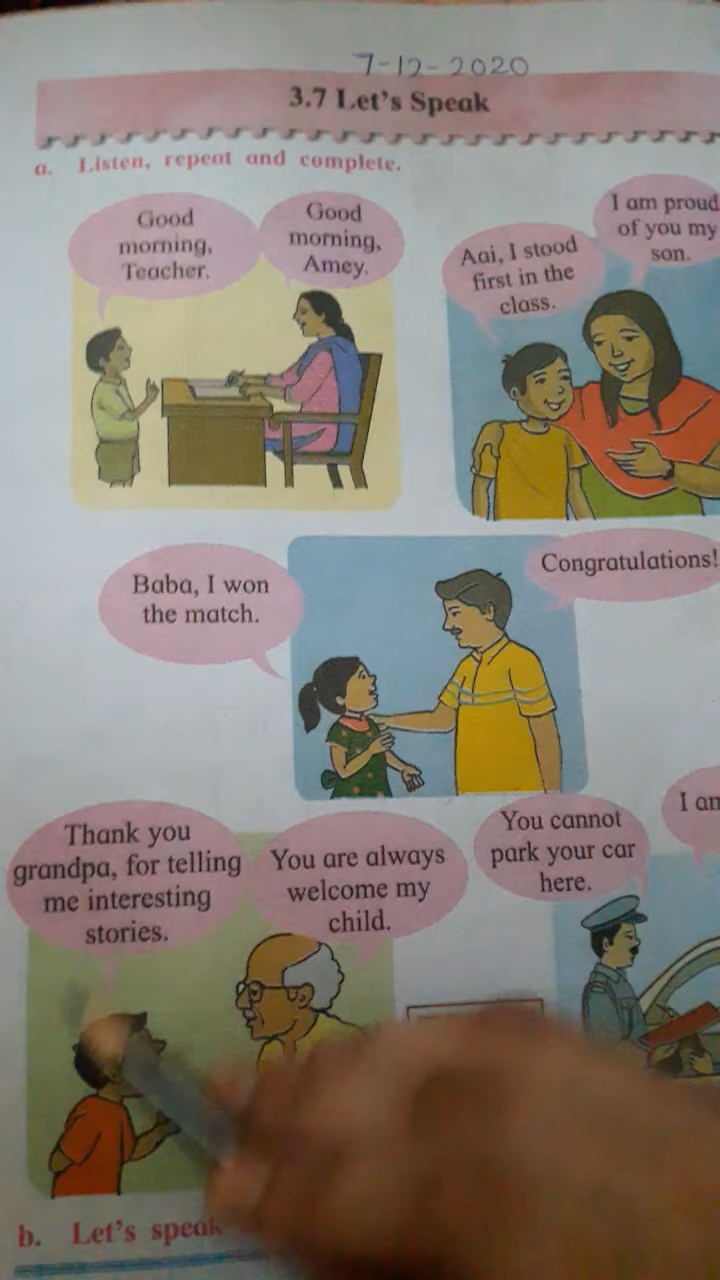 7-12-2020
3.7 Let's Speak
a. Listen, repeat and complete.
Good
morning,
Teacher.
Good
morning,
Amey.
Aai, I stood
first in the
class.
I am proud
of you my
son.
Baba, I won
the match.
Congratulations!
Thank you
grandpa, for telling
me interesting
stories.
You are always
welcome my
child.
You cannot
park your car
here.
I am
b. Let's speak